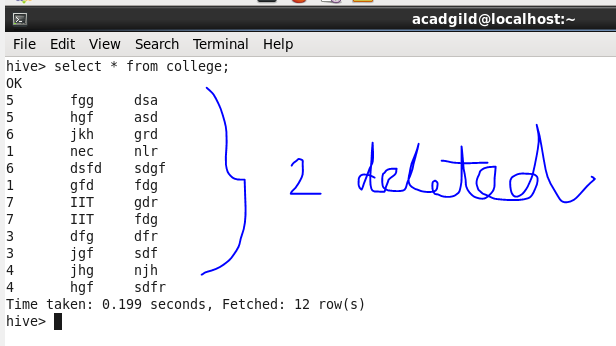 acadgild@localhost:~
File Edit View Search Terminal Help
hive> select * from college;
OK
5 fgg dsa
5 hgf asd
6 jkh grd
1 nec nlr
6 dsfd sdgf
1 gfd fdg
7 IIT gdr
7 IIT fdg
3 dfg dfr
3 jgf sdf
4 jhg njh
4 hgf sdfr
2 deleted
Time taken: 0.199 seconds, Fetched: 12 row(s)
hive>